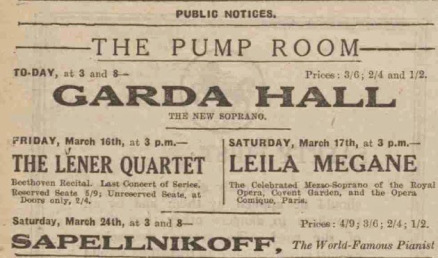 PUBLIC NOTICES.
THE PUMP ROOM
TO-DAY, at 3 and 8— Prices: 3/6; 2/4 and 1/2.
GARDA HALL
THE NEW SOPRANO.
FRIDAY, March 16th, at 3 p.m.—
THE LENER QUARTET
Beethoven Recital. Last Concert of Series.
Reserved Seats 5/9; Unreserved Seats, at
Doors only, 2/4.
SATURDAY, March 17th, at 3 p.m.—
LEILA MEGANE
The Celebrated Mezzo-Soprano of the Royal
Opera, Covent Garden, and the Opera
Comique, Paris.
Saturday, March 24th, at 3 and 8— Prices: 4/9; 3/6; 2/4; 1/2.
SAPELLNIKOFF, The World-Famous Pianist